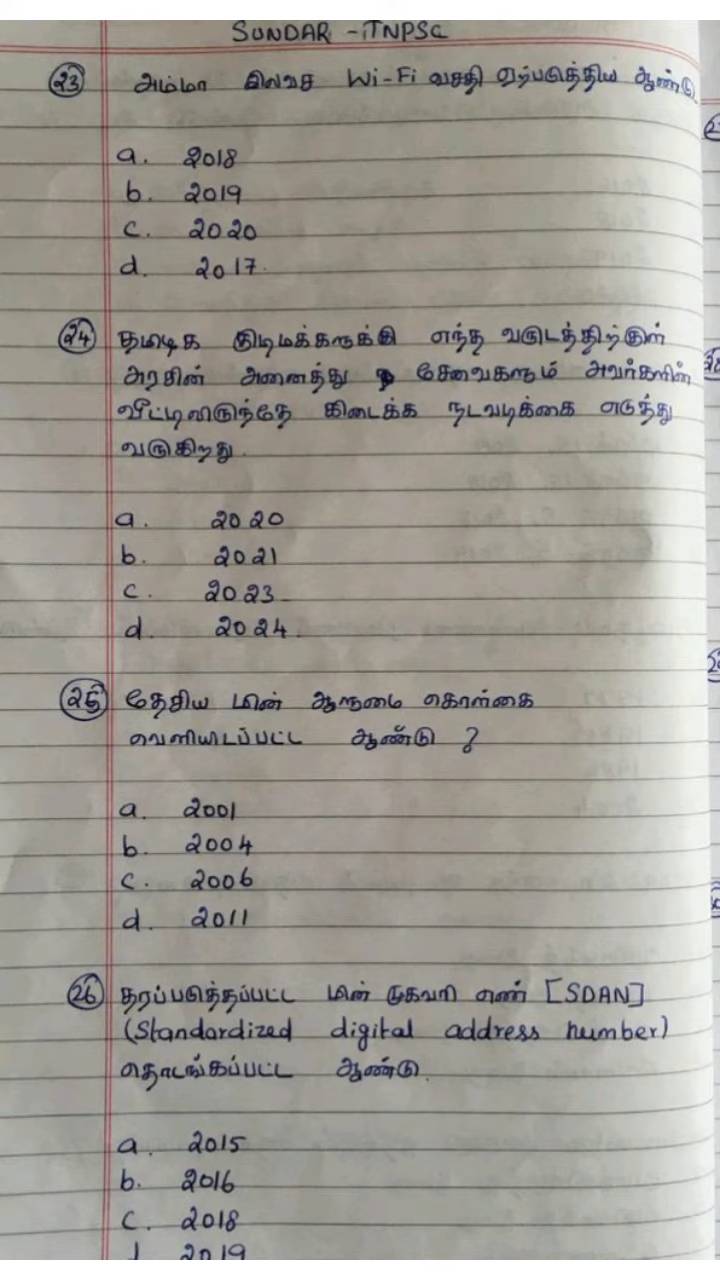 SUNDAR - iTNPSC
23 அம்மா இலவச Wi-Fi வசதி ஏற்படுத்திய ஆண்டு
a. 2018
b. 2019
c. 2020
d. 2017.
24 தமிழக குடிமக்களுக்கு எந்த வருடத்திற்குள்
அரசின் அனைத்து சேவைகளும் அவர்களின்
வீட்டிலிருந்தே கிடைக்க நடவடிக்கை எடுத்து
வருகிறது.
a. 2020
b. 2021
c. 2023
d. 2024.
25 தேசிய மின் ஆளுமை கொள்கை
வெளியிடப்பட்ட ஆண்டு ?
a. 2001
b. 2004
c. 2006
d. 2011
26 தரப்படுத்தப்பட்ட மின் முகவரி எண் [SDAN]
(Standardized digital address number)
தொடங்கப்பட்ட ஆண்டு.
a. 2015
b. 2016
c. 2018
d 2019